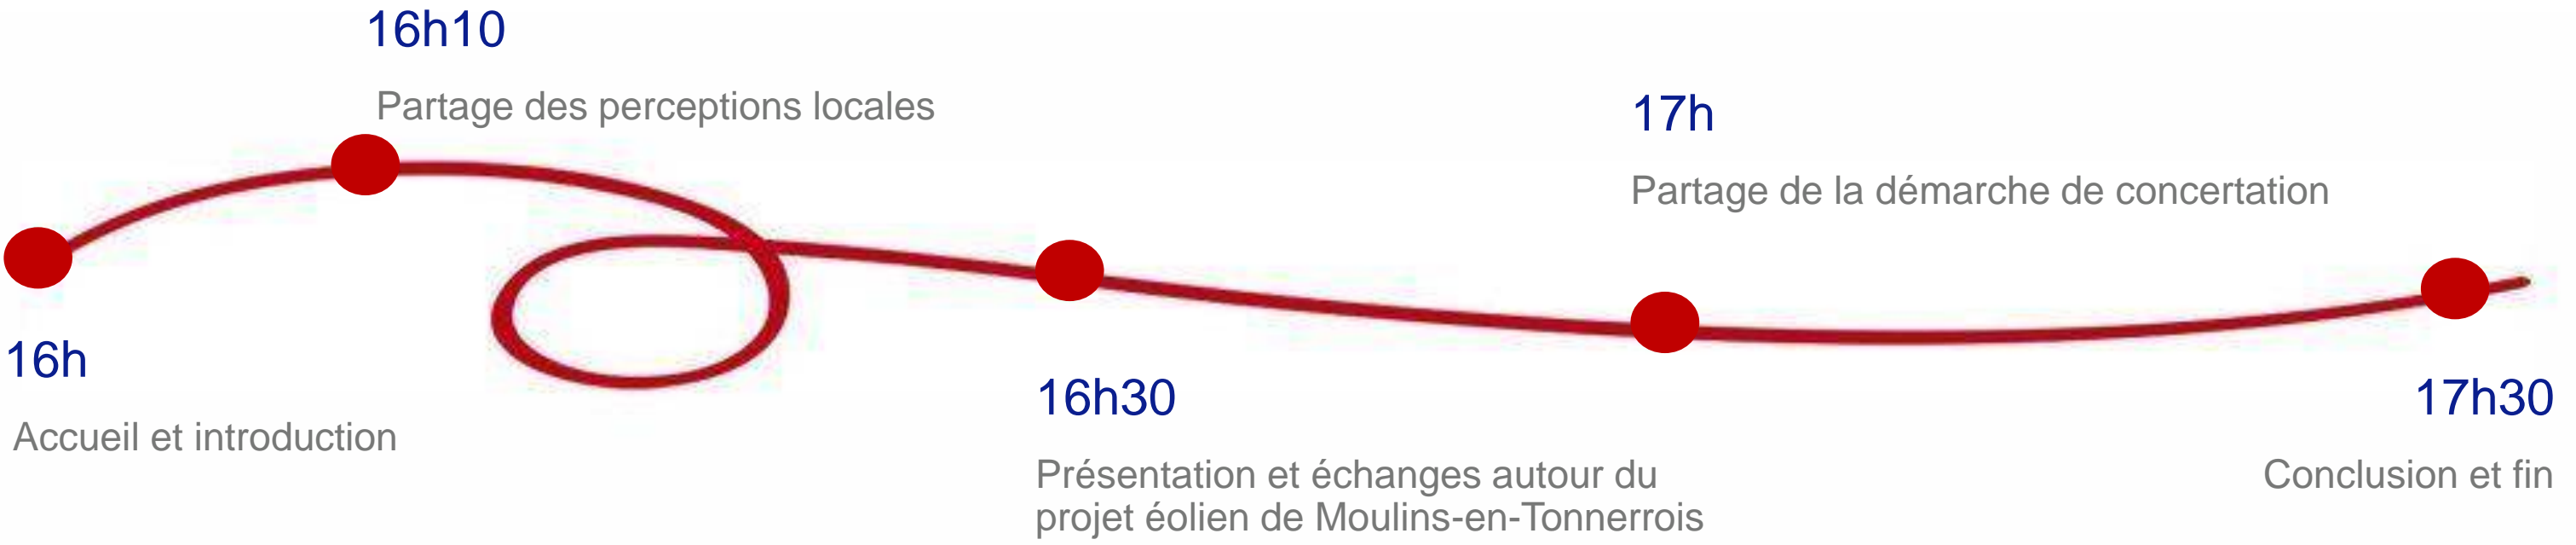 16h10
Partage des perceptions locales
17h
Partage de la démarche de concertation
16h
Accueil et introduction
16h30
Présentation et échanges autour du
projet éolien de Moulins-en-Tonnerrois
17h30
Conclusion et fin